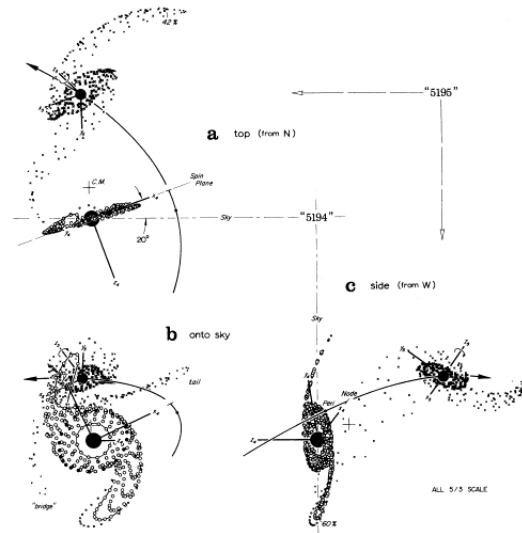 42%
"5195"
a top (from N)
C.M.
Spin
Plane
Sky
"5194"
20°
c side (from W)
b onto sky
Sky
tail
Node
Peri
"bridge"
ALL 5/3 SCALE
60%